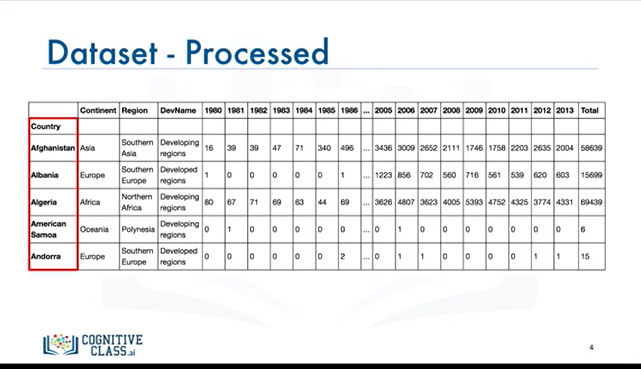 Dataset - Processed
Continent Region DevName 1980 1981 1982 1983 1984 1985 1986 ... 2005 2006 2007 2008 2009 2010 2011 2012 2013 Total
Country
Afghanistan Asia Southern Asia Developing regions 16 39 39 47 71 340 496 ... 3436 3009 2652 2111 1746 1758 2203 2635 2004 58639
Albania Europe Southern Europe Developed regions 1 0 0 0 0 0 1 ... 1223 856 702 560 716 561 539 620 603 15699
Algeria Africa Northern Africa Developing regions 80 67 71 69 63 44 69 ... 3626 4807 3623 4005 5393 4752 4325 3774 4331 69439
American Samoa Oceania Polynesia Developing regions 0 1 0 0 0 0 0 ... 0 1 0 0 0 0 0 0 0 6
Andorra Europe Southern Europe Developed regions 0 0 0 0 0 0 2 ... 0 1 1 0 0 0 0 1 1 15
COGNITIVE
CLASS.ai
4